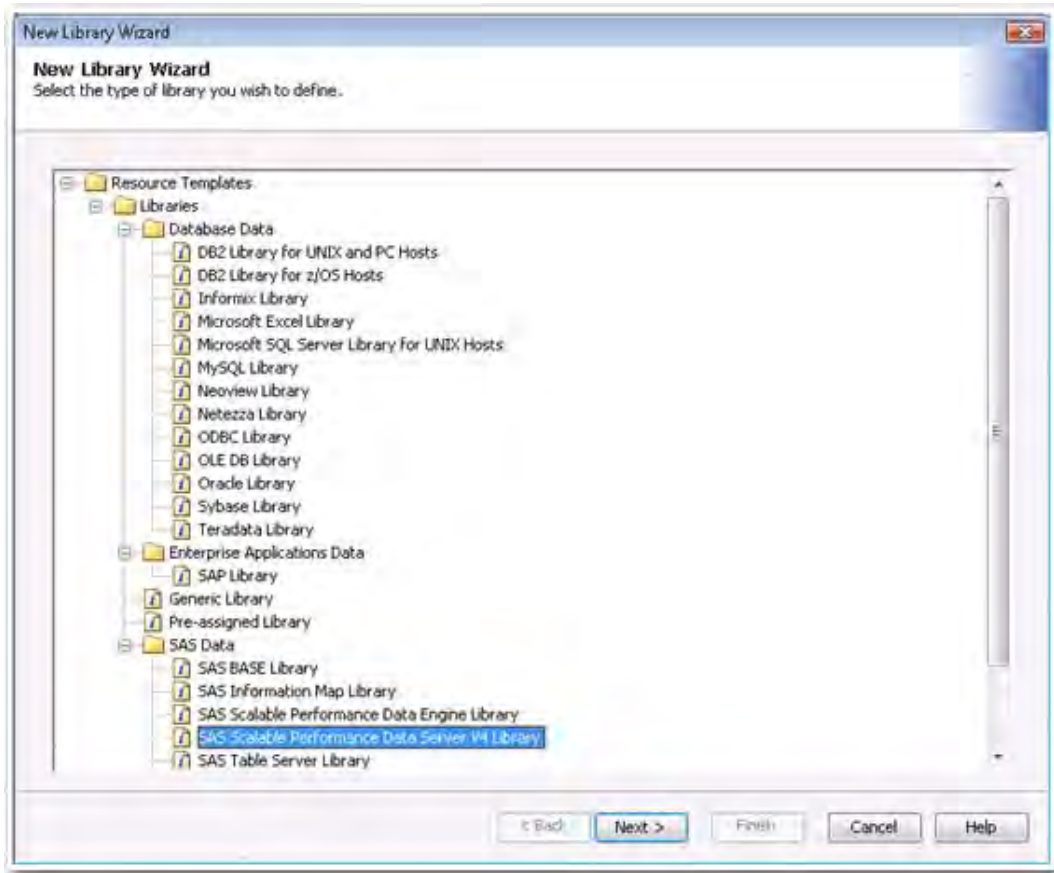 New Library Wizard
New Library Wizard
Select the type of library you wish to define.
Resource Templates
Libraries
Database Data
DB2 Library for UNIX and PC Hosts
DB2 Library for z/OS Hosts
Informix Library
Microsoft Excel Library
Microsoft SQL Server Library for UNIX Hosts
MySQL Library
Neoview Library
Netezza Library
ODBC Library
OLE DB Library
Oracle Library
Sybase Library
Teradata Library
Enterprise Applications Data
SAP Library
Generic Library
Pre-assigned Library
SAS Data
SAS BASE Library
SAS Information Map Library
SAS Scalable Performance Data Engine Library
SAS Scalable Performance Data Server V4 Library
SAS Table Server Library
< Back Next > Finish Cancel Help